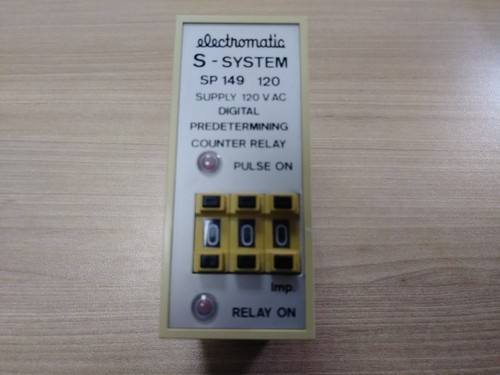 electromatic
S - SYSTEM
SP 149 120
SUPPLY 120 V AC
DIGITAL
PREDETERMINING
COUNTER RELAY
PULSE ON
0 0 0
Imp.
RELAY ON